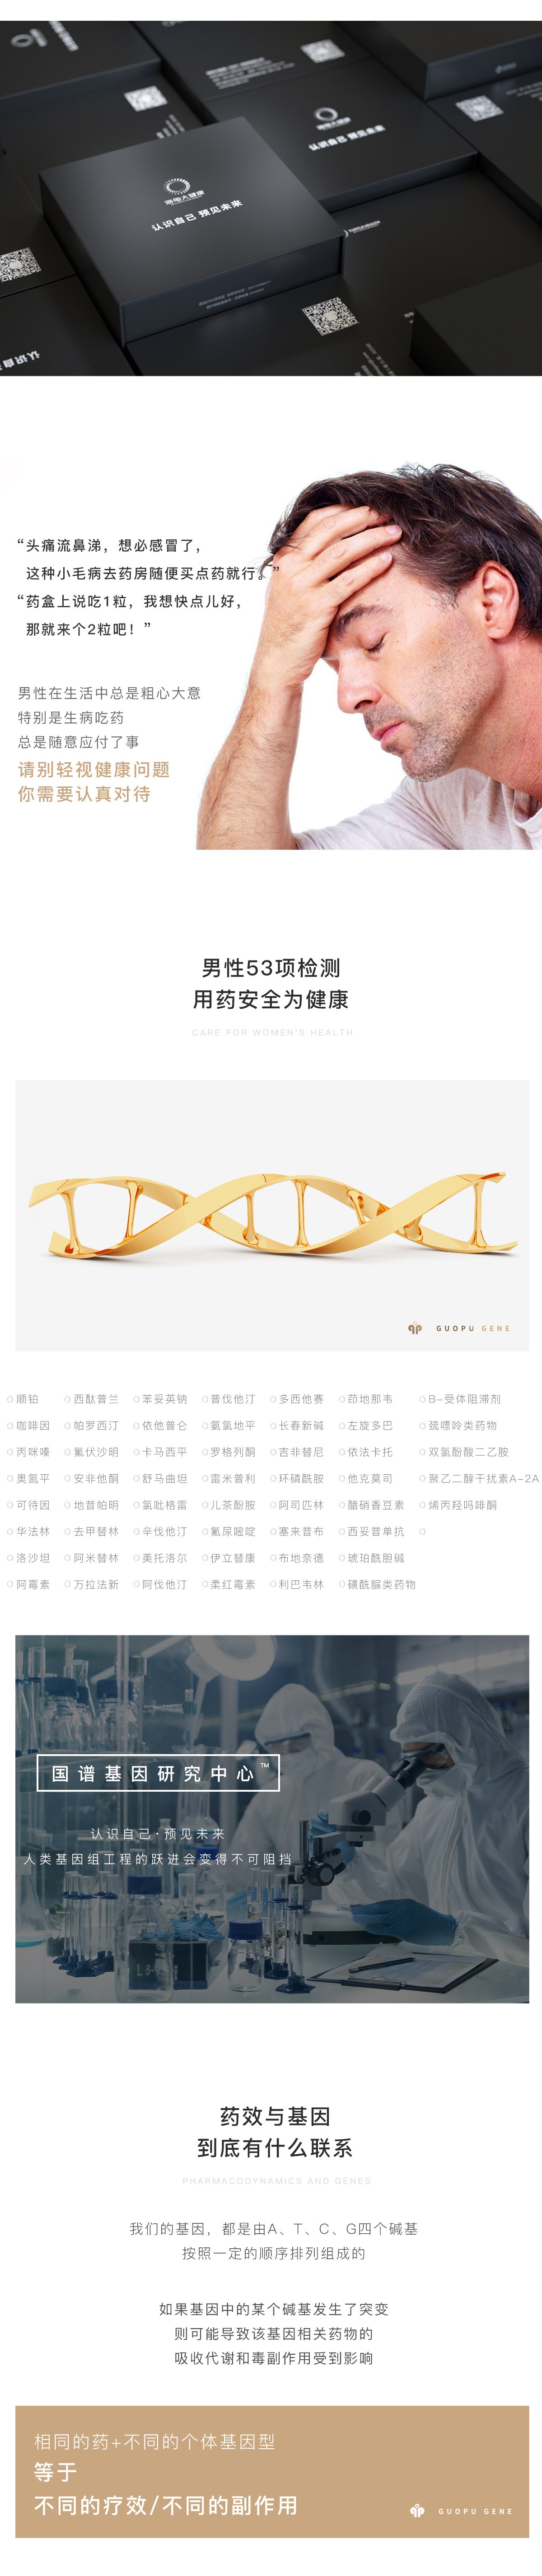 认识自己 预见未来
认识自己 预见未来
“头痛流鼻涕，想必感冒了，
这种小毛病去药房随便买点药就行。”
“药盒上说吃1粒，我想快点儿好，
那就来个2粒吧！”
男性在生活中总是粗心大意
特别是生病吃药
总是随意应付了事
请别轻视健康问题
你需要认真对待
男性53项检测
用药安全为健康
CARE FOR WOMEN'S HEALTH
GUOPU GENE
顺铂 西酞普兰 苯妥英钠 普伐他汀 多西他赛 茚地那韦 B-受体阻滞剂
咖啡因 帕罗西汀 依他普仑 氨氯地平 长春新碱 左旋多巴 巯嘌呤类药物
丙咪嗪 氟伏沙明 卡马西平 罗格列酮 吉非替尼 依法卡托 双氯酚酸二乙胺
奥氮平 安非他酮 舒马曲坦 雷米普利 环磷酰胺 他克莫司 聚乙二醇干扰素A-2A
可待因 地昔帕明 氯吡格雷 儿茶酚胺 阿司匹林 醋硝香豆素 烯丙羟吗啡酮
华法林 去甲替林 辛伐他汀 氟尿嘧啶 塞来昔布 西妥昔单抗
洛沙坦 阿米替林 美托洛尔 伊立替康 布地奈德 琥珀酰胆碱
阿霉素 万拉法新 阿伐他汀 柔红霉素 利巴韦林 磺酰脲类药物
国谱基因研究中心™
认识自己·预见未来
人类基因组工程的跃进会变得不可阻挡
药效与基因
到底有什么联系
PHARMACODYNAMICS AND GENES
我们的基因，都是由A、T、C、G四个碱基
按照一定的顺序排列组成的
如果基因中的某个碱基发生了突变
则可能导致该基因相关药物的
吸收代谢和毒副作用受到影响
相同的药+不同的个体基因型
等于
不同的疗效/不同的副作用
GUOPU GENE